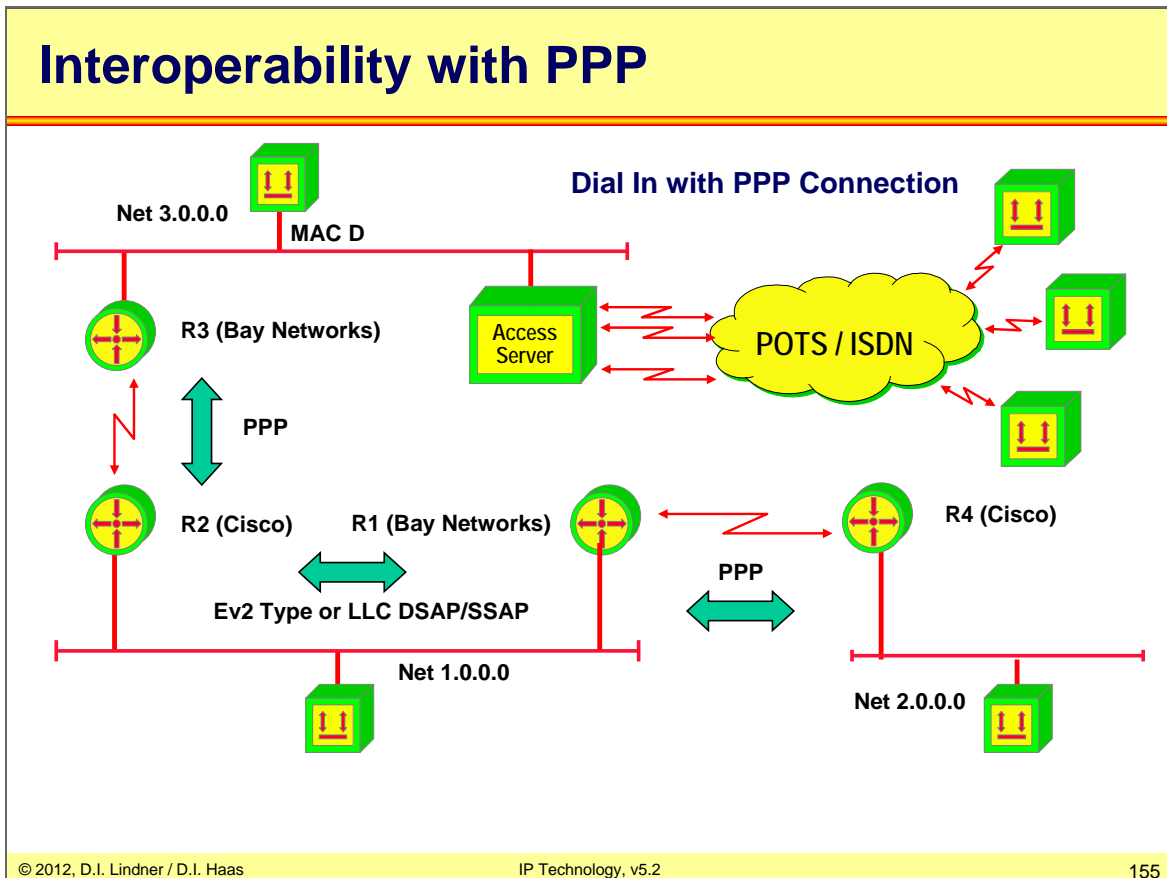 Interoperability with PPP
Dial In with PPP Connection
Net 3.0.0.0
MAC D
R3 (Bay Networks)
Access
Server
POTS / ISDN
PPP
R2 (Cisco)
R1 (Bay Networks)
R4 (Cisco)
PPP
Ev2 Type or LLC DSAP/SSAP
Net 1.0.0.0
Net 2.0.0.0
© 2012, D.I. Lindner / D.I. Haas
IP Technology, v5.2
155